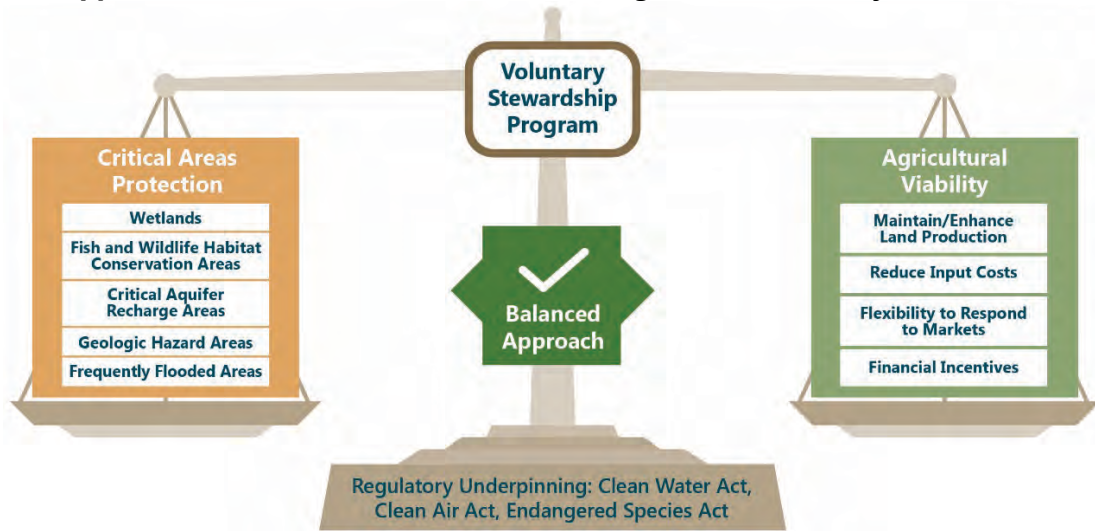 Voluntary
Stewardship
Program
Critical Areas
Protection
Wetlands
Fish and Wildlife Habitat
Conservation Areas
Critical Aquifer
Recharge Areas
Geologic Hazard Areas
Frequently Flooded Areas
Balanced
Approach
Agricultural
Viability
Maintain/Enhance
Land Production
Reduce Input Costs
Flexibility to Respond
to Markets
Financial Incentives
Regulatory Underpinning: Clean Water Act,
Clean Air Act, Endangered Species Act